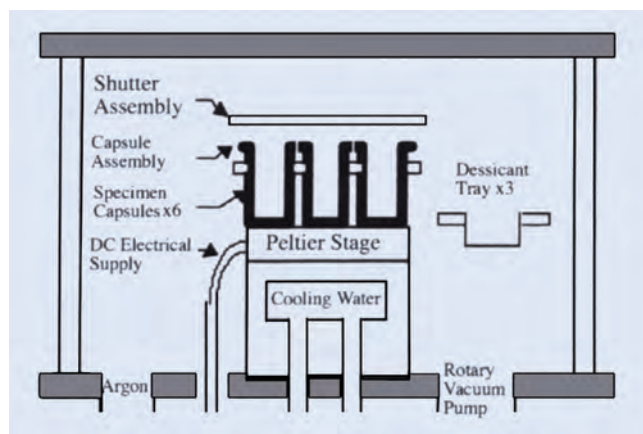 Shutter
Assembly
Capsule
Assembly
Specimen
Capsules x6
DC Electrical
Supply
Dessicant
Tray x3
Peltier Stage
Cooling Water
Argon
Rotary
Vacuum
Pump